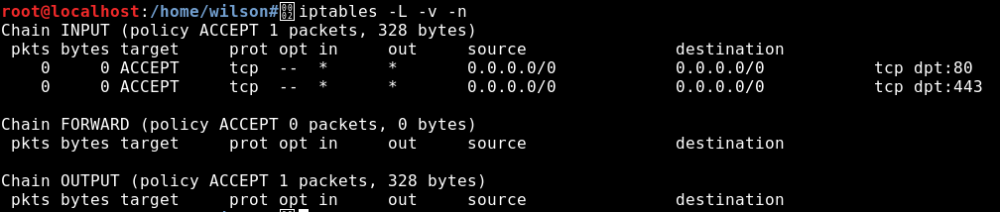 root@localhost:/home/wilson# iptables -L -v -n
Chain INPUT (policy ACCEPT 1 packets, 328 bytes)
 pkts bytes target     prot opt in     out     source               destination
    0     0 ACCEPT     tcp  --  *      *       0.0.0.0/0            0.0.0.0/0            tcp dpt:80
    0     0 ACCEPT     tcp  --  *      *       0.0.0.0/0            0.0.0.0/0            tcp dpt:443
Chain FORWARD (policy ACCEPT 0 packets, 0 bytes)
 pkts bytes target     prot opt in     out     source               destination
Chain OUTPUT (policy ACCEPT 1 packets, 328 bytes)
 pkts bytes target     prot opt in     out     source               destination